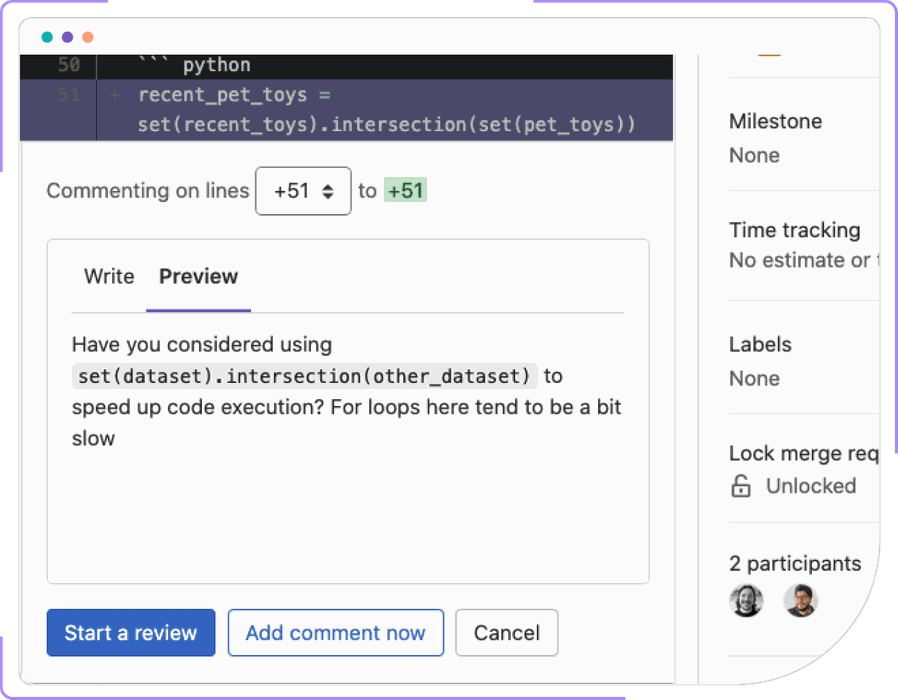 50 ``` python
51 + recent_pet_toys =
set(recent_toys).intersection(set(pet_toys))
Commenting on lines +51 to +51
Write Preview
Have you considered using
set(dataset).intersection(other_dataset) to
speed up code execution? For loops here tend to be a bit
slow
Start a review Add comment now Cancel
Milestone
None
Time tracking
No estimate or
Labels
None
Lock merge req
Unlocked
2 participants